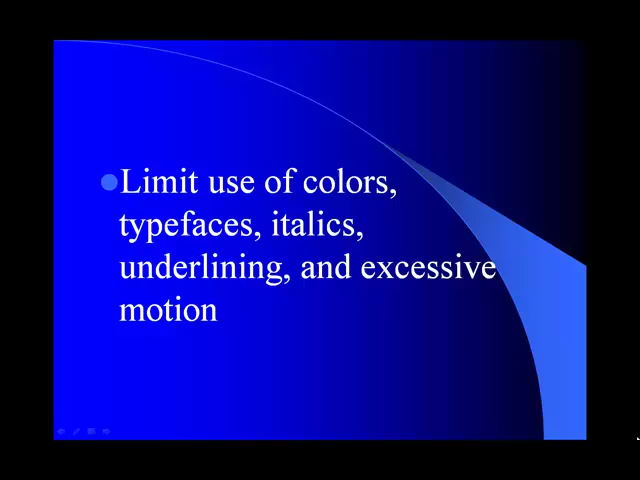 Limit use of colors,
typefaces, italics,
underlining, and excessive
motion